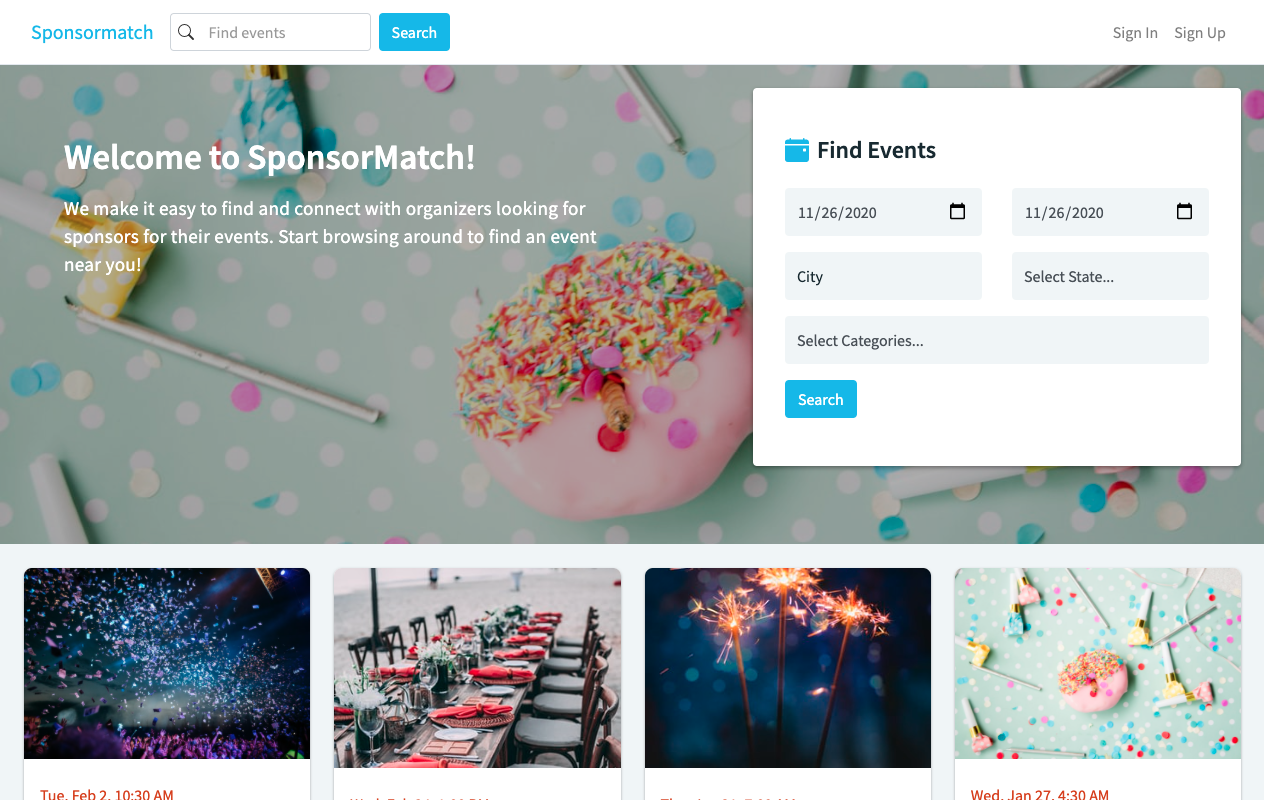 Sponsormatch
Find events
Search
Sign In
Sign Up
Welcome to SponsorMatch!
We make it easy to find and connect with organizers looking for
sponsors for their events. Start browsing around to find an event
near you!
Find Events
11/26/2020
11/26/2020
City
Select State...
Select Categories...
Search
Tue, Feb 2, 10:30 AM
Wed, Jan 27, 4:30 AM